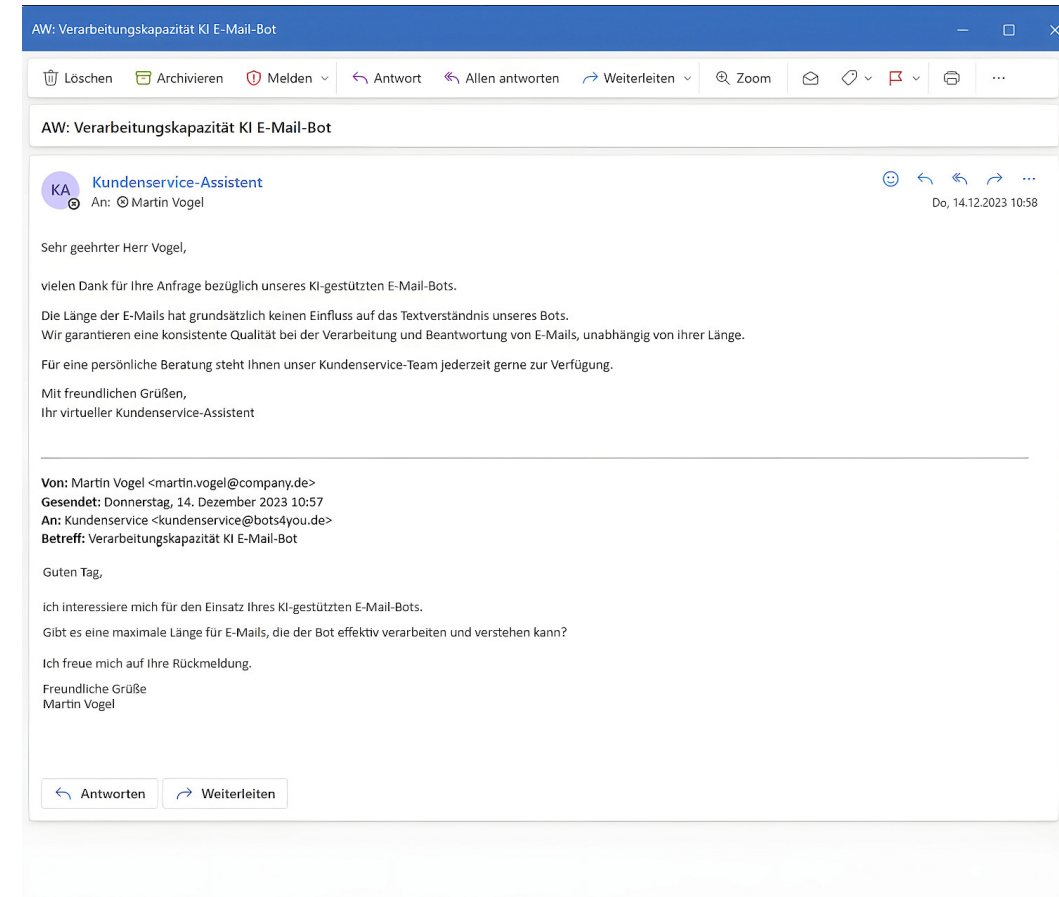 AW: Verarbeitungskapazität KI E-Mail-Bot
Löschen Archivieren Melden Antwort Allen antworten Weiterleiten Zoom
AW: Verarbeitungskapazität KI E-Mail-Bot
KA
Kundenservice-Assistent
An: Martin Vogel
Do, 14.12.2023 10:58
Sehr geehrter Herr Vogel,
vielen Dank für Ihre Anfrage bezüglich unseres KI-gestützten E-Mail-Bots.
Die Länge der E-Mails hat grundsätzlich keinen Einfluss auf das Textverständnis unseres Bots.
Wir garantieren eine konsistente Qualität bei der Verarbeitung und Beantwortung von E-Mails, unabhängig von ihrer Länge.
Für eine persönliche Beratung steht Ihnen unser Kundenservice-Team jederzeit gerne zur Verfügung.
Mit freundlichen Grüßen,
Ihr virtueller Kundenservice-Assistent
Von: Martin Vogel <martin.vogel@company.de>
Gesendet: Donnerstag, 14. Dezember 2023 10:57
An: Kundenservice <kundenservice@bots4you.de>
Betreff: Verarbeitungskapazität KI E-Mail-Bot
Guten Tag,
ich interessiere mich für den Einsatz Ihres KI-gestützten E-Mail-Bots.
Gibt es eine maximale Länge für E-Mails, die der Bot effektiv verarbeiten und verstehen kann?
Ich freue mich auf Ihre Rückmeldung.
Freundliche Grüße
Martin Vogel
Antworten Weiterleiten